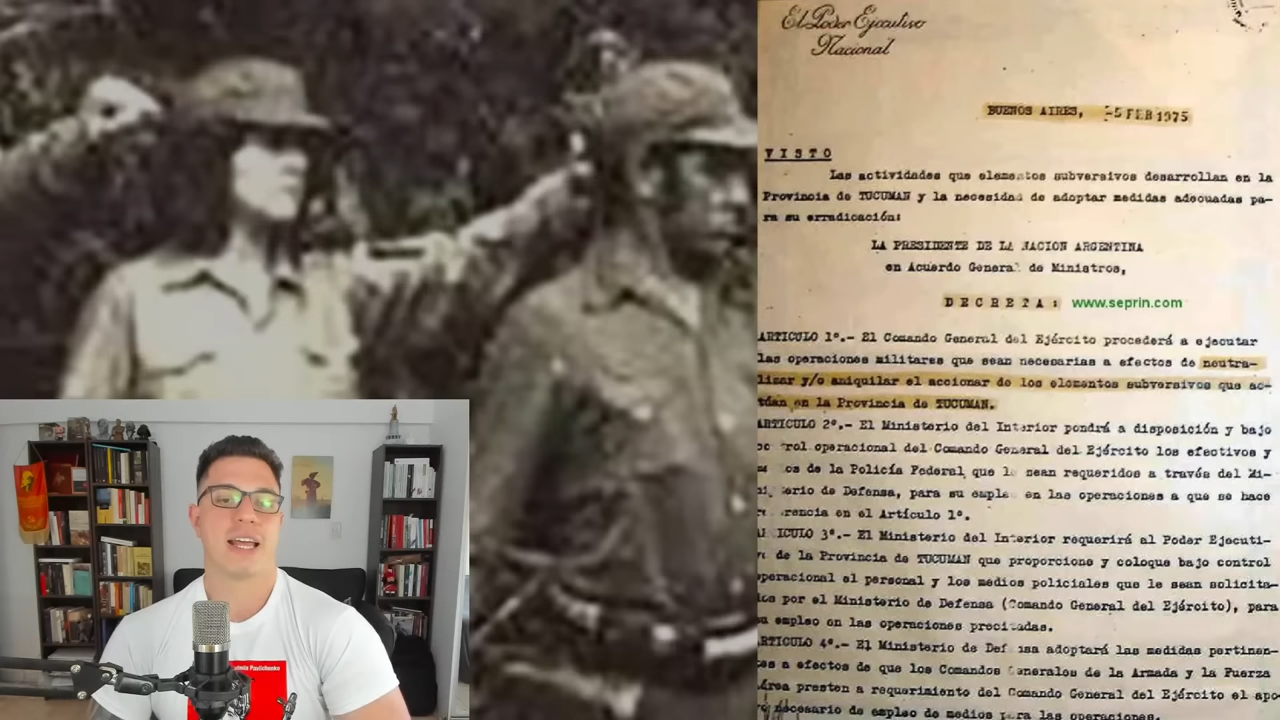 El Poder Ejecutivo
Nacional
BUENOS AIRES, -5 FEB 1975
VISTO
Las actividades que elementos subversivos desarrollan en la
Provincia de TUCUMAN y la necesidad de adoptar medidas adecuadas pa-
ra su erradicación:
LA PRESIDENTE DE LA NACION ARGENTINA
en Acuerdo General de Ministros,
DECRETA: www.seprin.com
ARTICULO 1°.- El Comando General del Ejército procederá a ejecutar
las operaciones militares que sean necesarias a efectos de neutra-
lizar y/o aniquilar el accionar de los elementos subversivos que ac-
túan en la Provincia de TUCUMAN.
ARTICULO 2°.- El Ministerio del Interior pondrá a disposición y bajo
control operacional del Comando General del Ejército los efectivos y
medios de la Policía Federal que le sean requeridos a través del Mi-
nisterio de Defensa, para su empleo en las operaciones a que se hace
referencia en el Artículo 1°.
ARTICULO 3°.- El Ministerio del Interior requerirá al Poder Ejecuti-
vo de la Provincia de TUCUMAN que proporcione y coloque bajo control
operacional el personal y los medios policiales que le sean solicita-
dos por el Ministerio de Defensa (Comando General del Ejército), para
su empleo en las operaciones precitadas.
ARTICULO 4°.- El Ministerio de Defensa adoptará las medidas pertinen-
tes a efectos de que los Comandos Generales de la Armada y la Fuerza
Aérea presten a requerimiento del Comando General del Ejército el apo
yo necesario de empleo de medios para las operaciones.
Pavlichenko